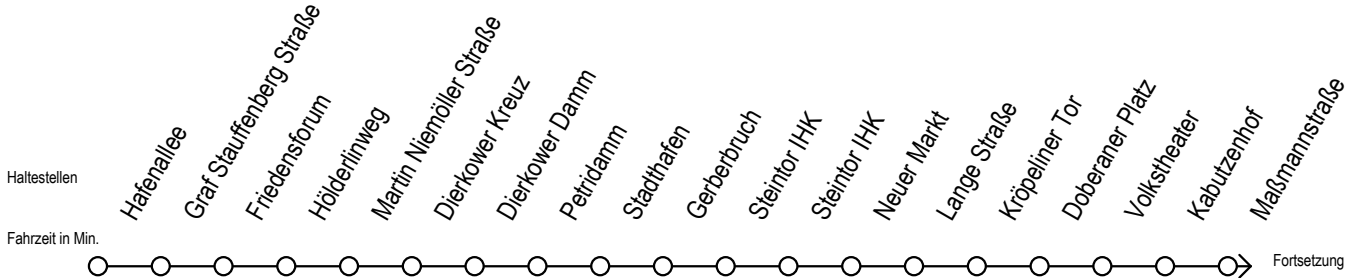 Haltestellen
Hafenallee
Graf Stauffenberg Straße
Friedensforum
Hölderlinweg
Martin Niemöller Straße
Dierkower Kreuz
Dierkower Damm
Petridamm
Stadthafen
Gerberbruch
Steintor IHK
Steintor IHK
Neuer Markt
Lange Straße
Kröpeliner Tor
Doberaner Platz
Volkstheater
Kabutzenhof
Maßmannstraße
Fahrzeit in Min.
Fortsetzung